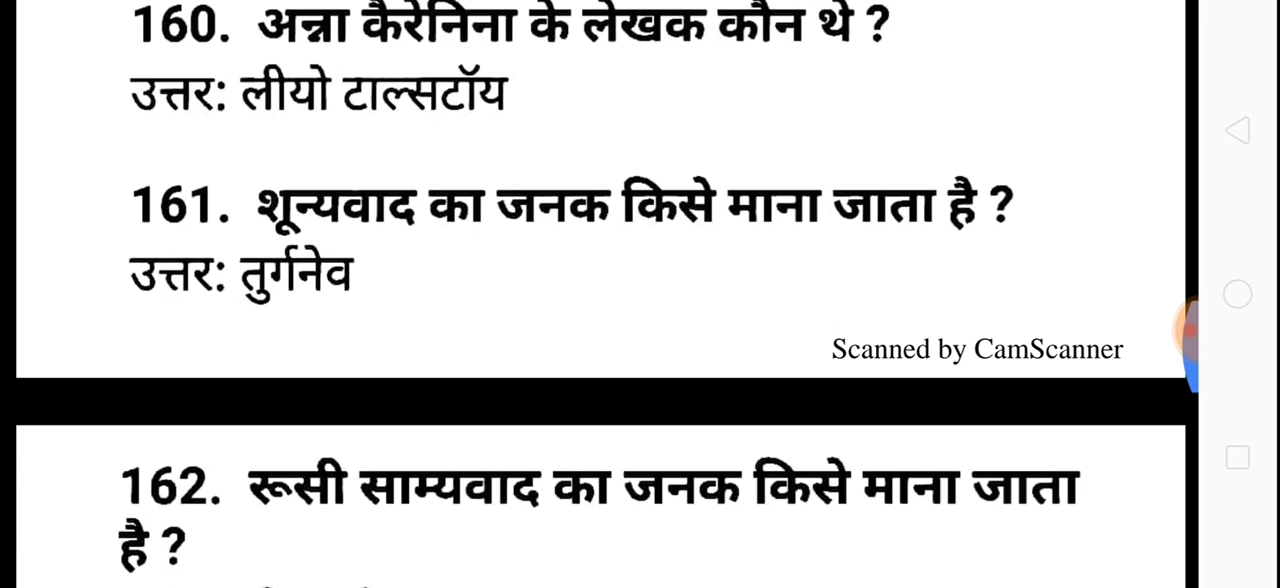 160. अन्ना कैरेनिना के लेखक कौन थे ?
उत्तर: लीयो टाल्सटॉय
161. शून्यवाद का जनक किसे माना जाता है ?
उत्तर: तुर्गनेव
Scanned by CamScanner
162. रूसी साम्यवाद का जनक किसे माना जाता
है ?